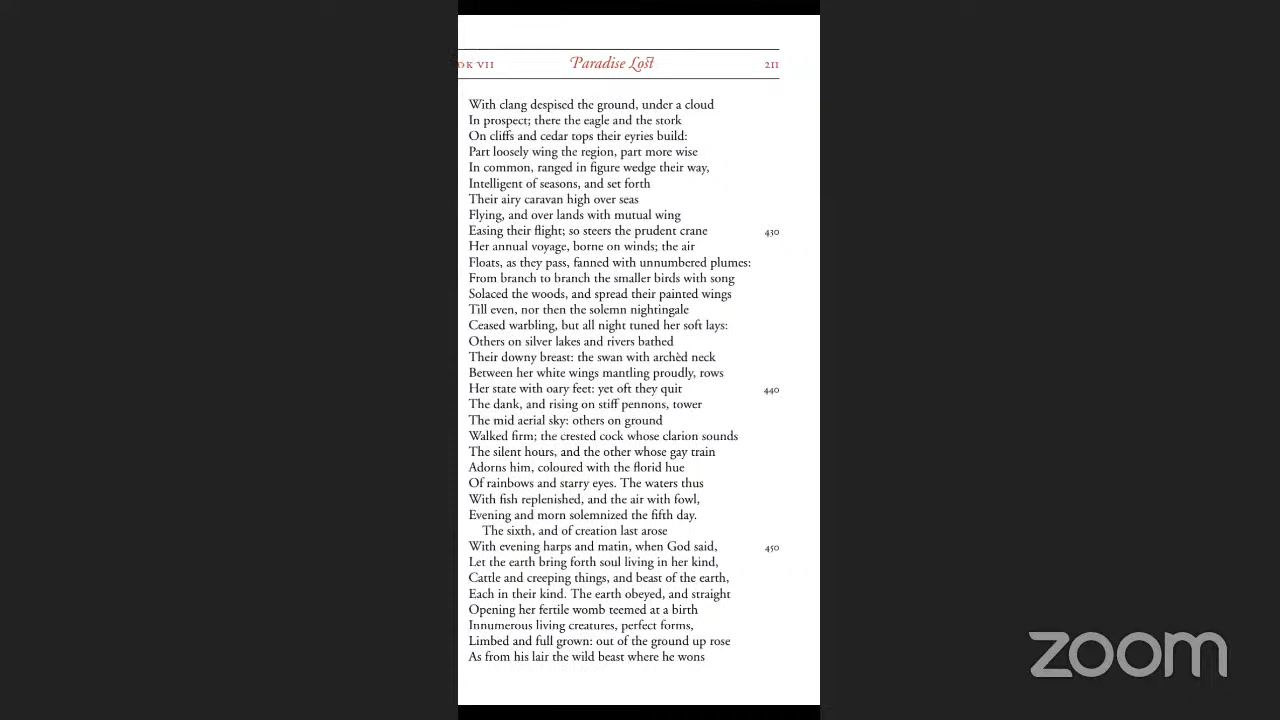 OK VII Paradise Lost 211
With clang despised the ground, under a cloud
In prospect; there the eagle and the stork
On cliffs and cedar tops their eyries build:
Part loosely wing the region, part more wise
In common, ranged in figure wedge their way,
Intelligent of seasons, and set forth
Their airy caravan high over seas
Flying, and over lands with mutual wing
Easing their flight; so steers the prudent crane 430
Her annual voyage, borne on winds; the air
Floats, as they pass, fanned with unnumbered plumes:
From branch to branch the smaller birds with song
Solaced the woods, and spread their painted wings
Till even, nor then the solemn nightingale
Ceased warbling, but all night tuned her soft lays:
Others on silver lakes and rivers bathed
Their downy breast: the swan with archèd neck
Between her white wings mantling proudly, rows
Her state with oary feet: yet oft they quit 440
The dank, and rising on stiff pennons, tower
The mid aerial sky: others on ground
Walked firm; the crested cock whose clarion sounds
The silent hours, and the other whose gay train
Adorns him, coloured with the florid hue
Of rainbows and starry eyes. The waters thus
With fish replenished, and the air with fowl,
Evening and morn solemnized the fifth day.
The sixth, and of creation last arose
With evening harps and matin, when God said, 450
Let the earth bring forth soul living in her kind,
Cattle and creeping things, and beast of the earth,
Each in their kind. The earth obeyed, and straight
Opening her fertile womb teemed at a birth
Innumerous living creatures, perfect forms,
Limbed and full grown: out of the ground up rose
As from his lair the wild beast where he wons
zoom